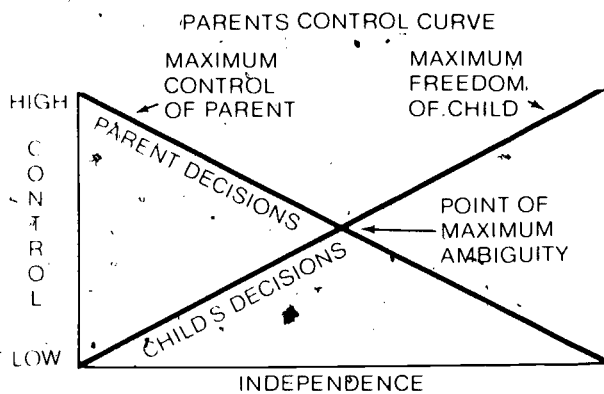 PARENTS CONTROL CURVE
MAXIMUM
CONTROL
OF PARENT
MAXIMUM
FREEDOM
OF CHILD
HIGH
CONTROL
PARENT DECISIONS
POINT OF
MAXIMUM
AMBIGUITY
CHILD'S DECISIONS
LOW
INDEPENDENCE